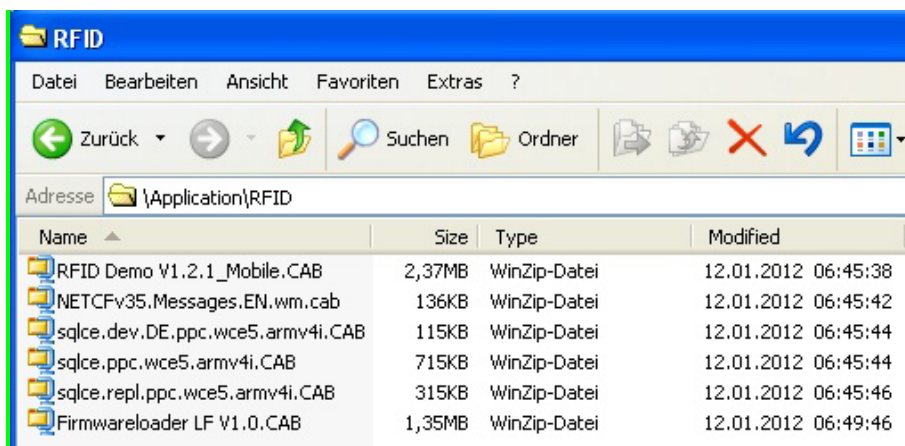 RFID
Datei Bearbeiten Ansicht Favoriten Extras ?
Zurück Suchen Ordner
Adresse \Application\RFID
Name Size Type Modified
RFID Demo V1.2.1_Mobile.CAB 2,37MB WinZip-Datei 12.01.2012 06:45:38
NETCFv35.Messages.EN.wm.cab 136KB WinZip-Datei 12.01.2012 06:45:42
sqlce.dev.DE.ppc.wce5.armv4i.CAB 115KB WinZip-Datei 12.01.2012 06:45:44
sqlce.ppc.wce5.armv4i.CAB 715KB WinZip-Datei 12.01.2012 06:45:44
sqlce.repl.ppc.wce5.armv4i.CAB 315KB WinZip-Datei 12.01.2012 06:45:46
Firmwareloader LF V1.0.CAB 1,35MB WinZip-Datei 12.01.2012 06:49:46